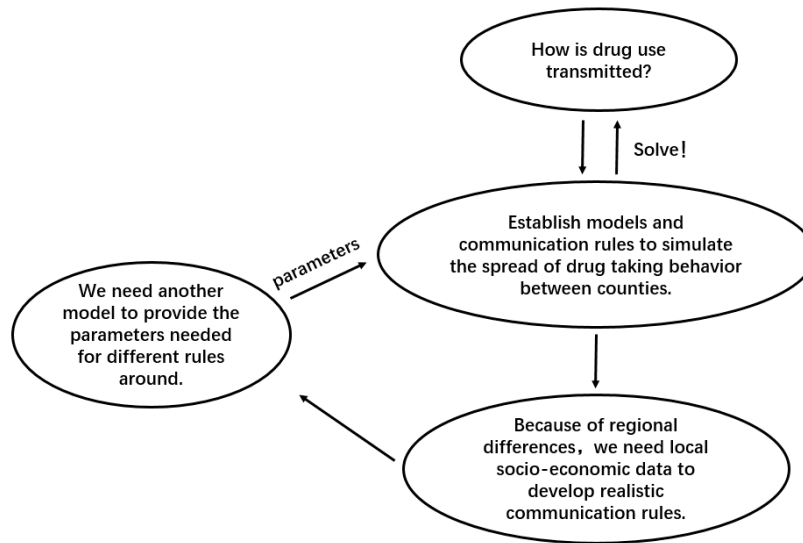 How is drug use
transmitted?
Solve!
Establish models and
communication rules to simulate
the spread of drug taking behavior
between counties.
parameters
We need another
model to provide the
parameters needed
for different rules
around.
Because of regional
differences, we need local
socio-economic data to
develop realistic
communication rules.